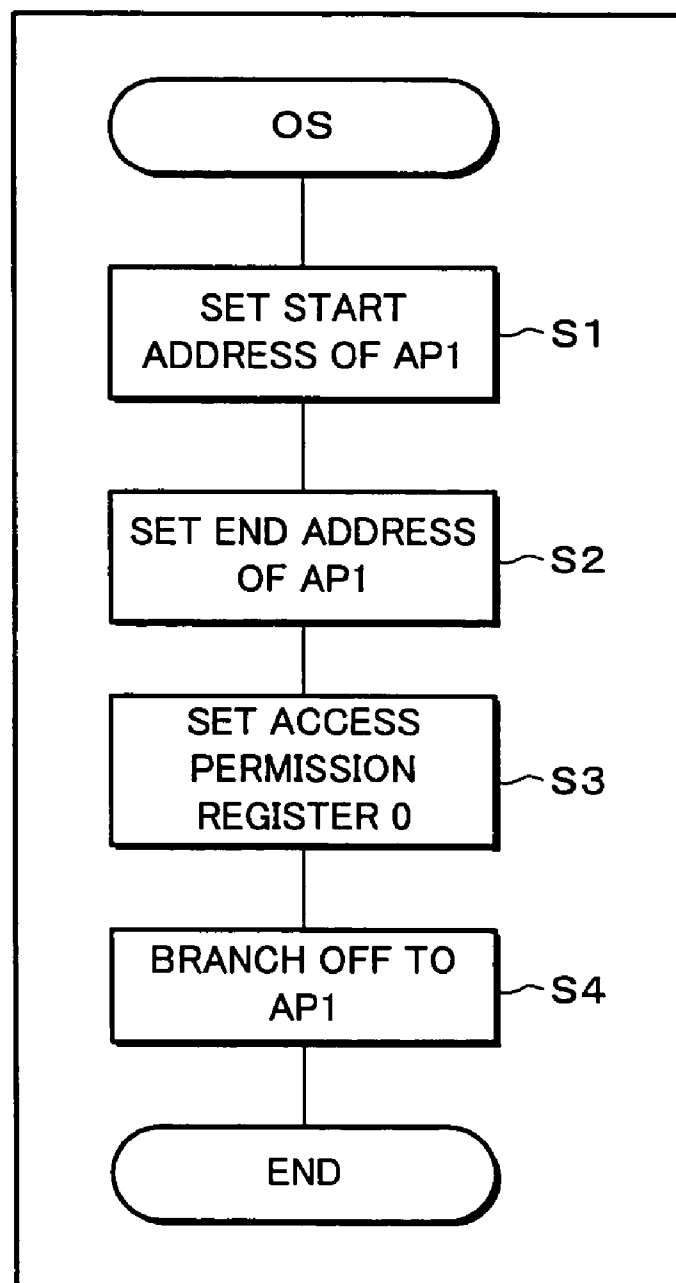 OS
SET START
ADDRESS OF AP1
S1
SET END ADDRESS
OF AP1
S2
SET ACCESS
PERMISSION
REGISTER 0
S3
BRANCH OFF TO
AP1
S4
END